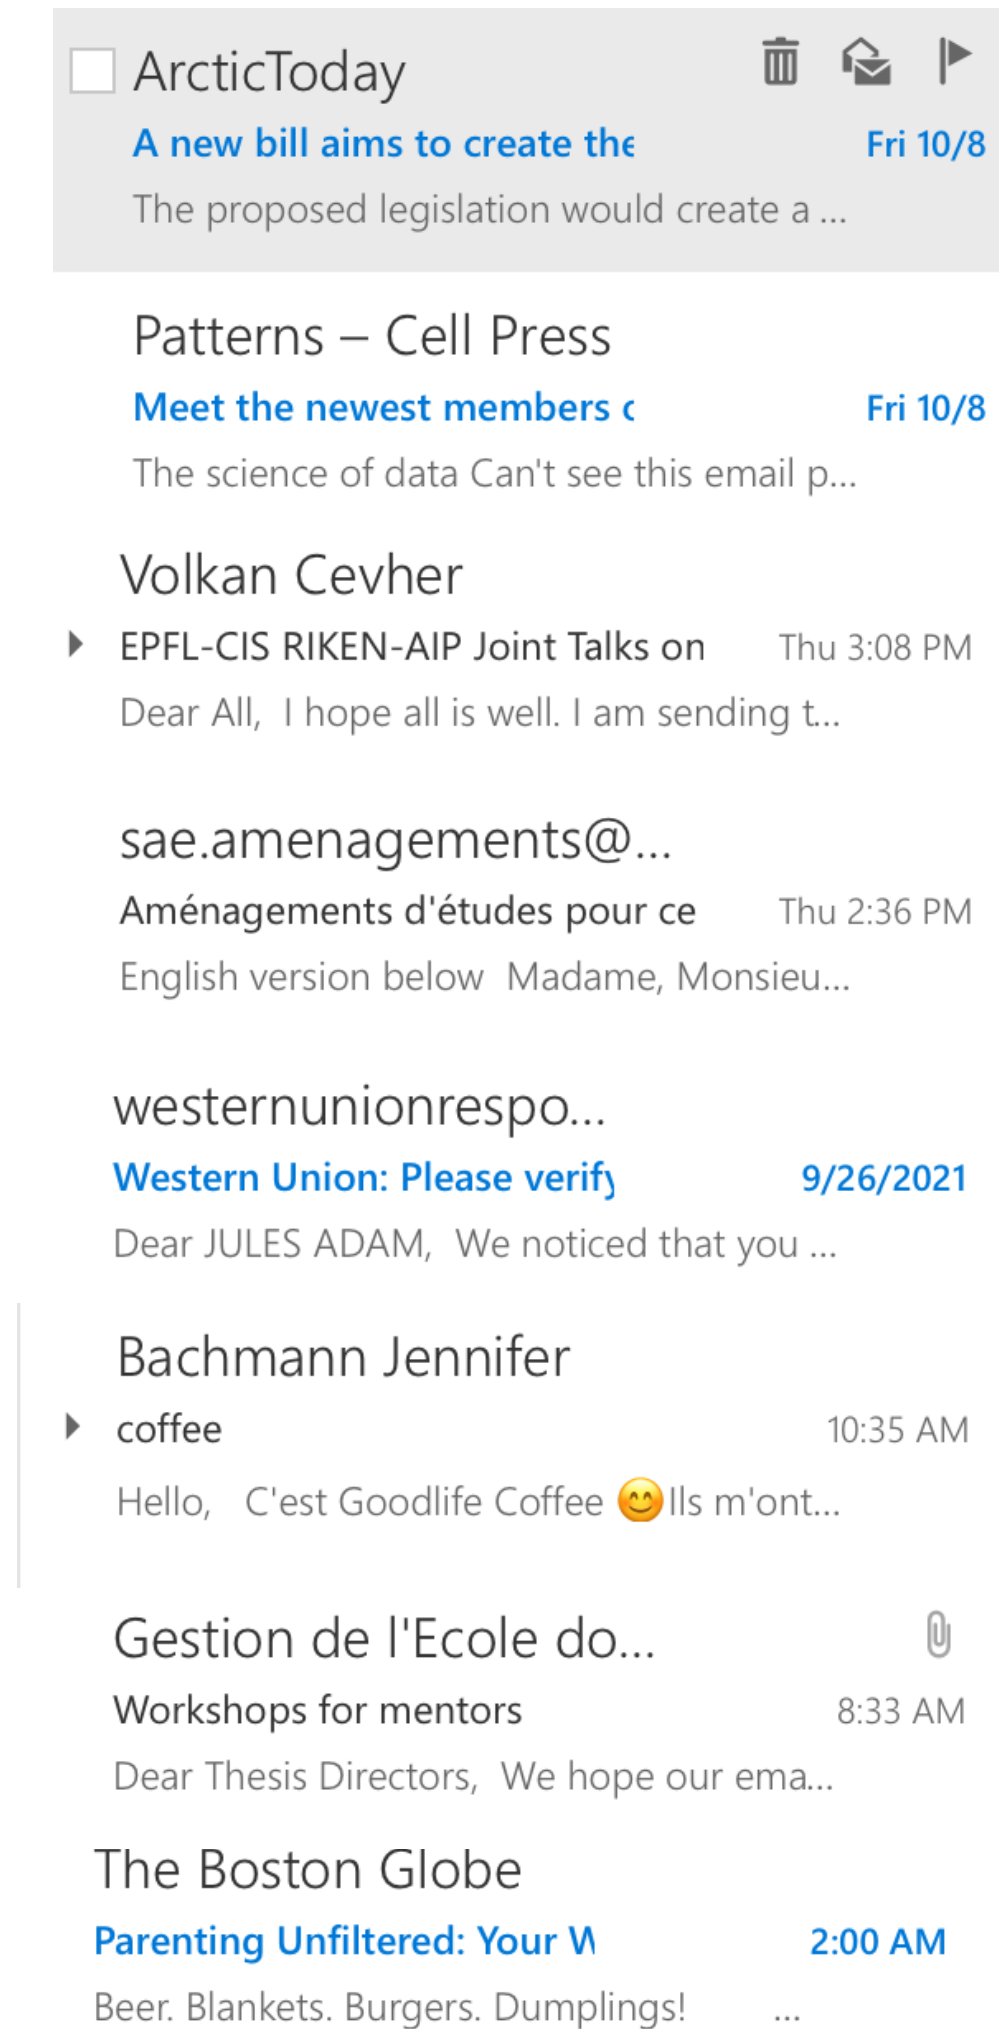 ArcticToday
A new bill aims to create the Fri 10/8
The proposed legislation would create a ...
Patterns – Cell Press
Meet the newest members Fri 10/8
The science of data Can't see this email p...
Volkan Cevher
EPFL-CIS RIKEN-AIP Joint Talks on Thu 3:08 PM
Dear All, I hope all is well. I am sending t...
sae.amenagements@...
Aménagements d'études pour ce Thu 2:36 PM
English version below Madame, Monsieu...
westernunionrespo...
Western Union: Please verify 9/26/2021
Dear JULES ADAM, We noticed that you ...
Bachmann Jennifer
coffee 10:35 AM
Hello, C'est Goodlife Coffee 😊 Ils m'ont...
Gestion de l'Ecole do...
Workshops for mentors 8:33 AM
Dear Thesis Directors, We hope our ema...
The Boston Globe
Parenting Unfiltered: Your W 2:00 AM
Beer. Blankets. Burgers. Dumplings! ...